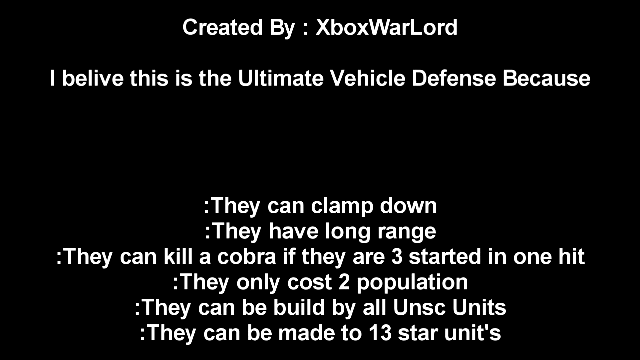 Created By : XboxWarLord
I belive this is the Ultimate Vehicle Defense Because
:They can clamp down
:They have long range
:They can kill a cobra if they are 3 started in one hit
:They only cost 2 population
:They can be build by all Unsc Units
:They can be made to 13 star unit's